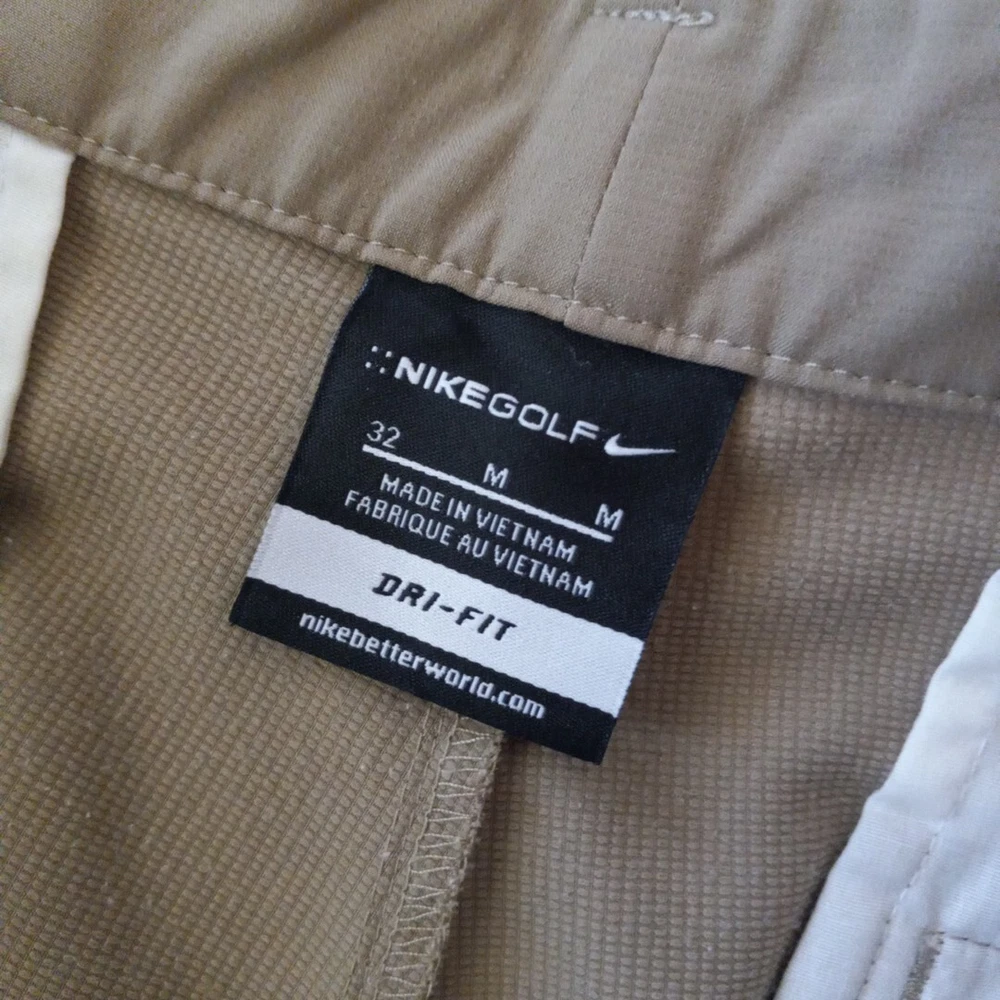 NIKEGOLF
32 M M
MADE IN VIETNAM
FABRIQUE AU VIETNAM
DRI-FIT
nikebetterworld.com